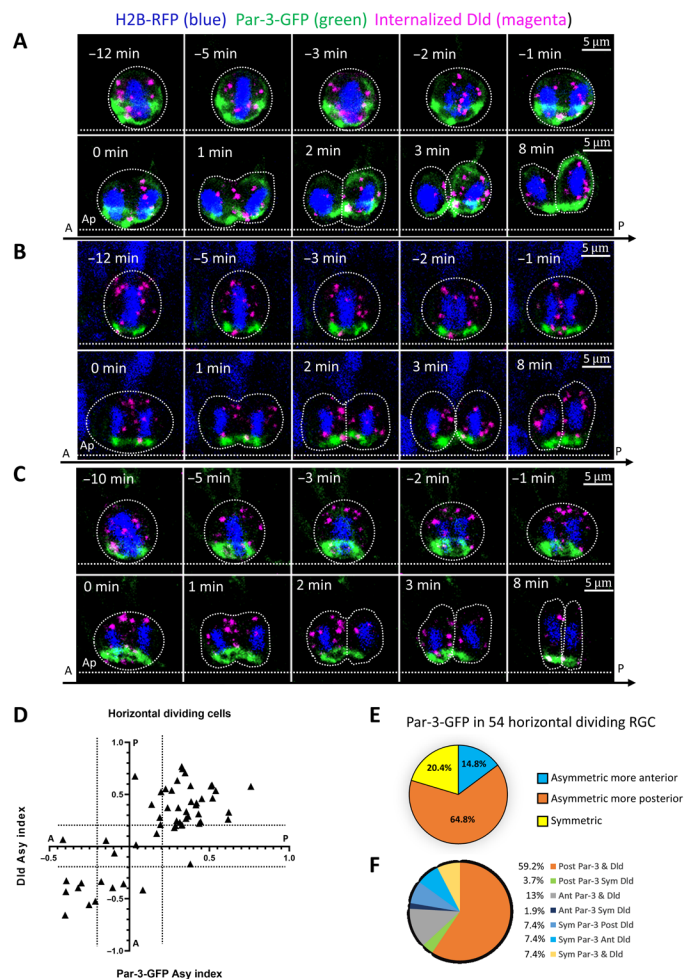 H2B-RFP (blue) Par-3-GFP (green) Internalized Dld (magenta)
A
–12 min –5 min –3 min –2 min –1 min 5 µm
0 min 1 min 2 min 3 min 8 min 5 µm
Ap
A P
B
–12 min –5 min –3 min –2 min –1 min 5 µm
0 min 1 min 2 min 3 min 8 min 5 µm
Ap
A P
C
–10 min –5 min –3 min –2 min –1 min 5 µm
0 min 1 min 2 min 3 min 8 min 5 µm
Ap
A P
D
Horizontal dividing cells
1.0 P
0.5
A P
–0.5 0.0 0.5 1.0
–0.5
–1.0 A
Dld Asy index
Par-3-GFP Asy index
E
Par-3-GFP in 54 horizontal dividing RGC
20.4% 14.8%
64.8%
Asymmetric more anterior
Asymmetric more posterior
Symmetric
F
59.2% Post Par-3 & Dld
3.7% Post Par-3 Sym Dld
13% Ant Par-3 & Dld
1.9% Ant Par-3 Sym Dld
7.4% Sym Par-3 Post Dld
7.4% Sym Par-3 Ant Dld
7.4% Sym Par-3 & Dld